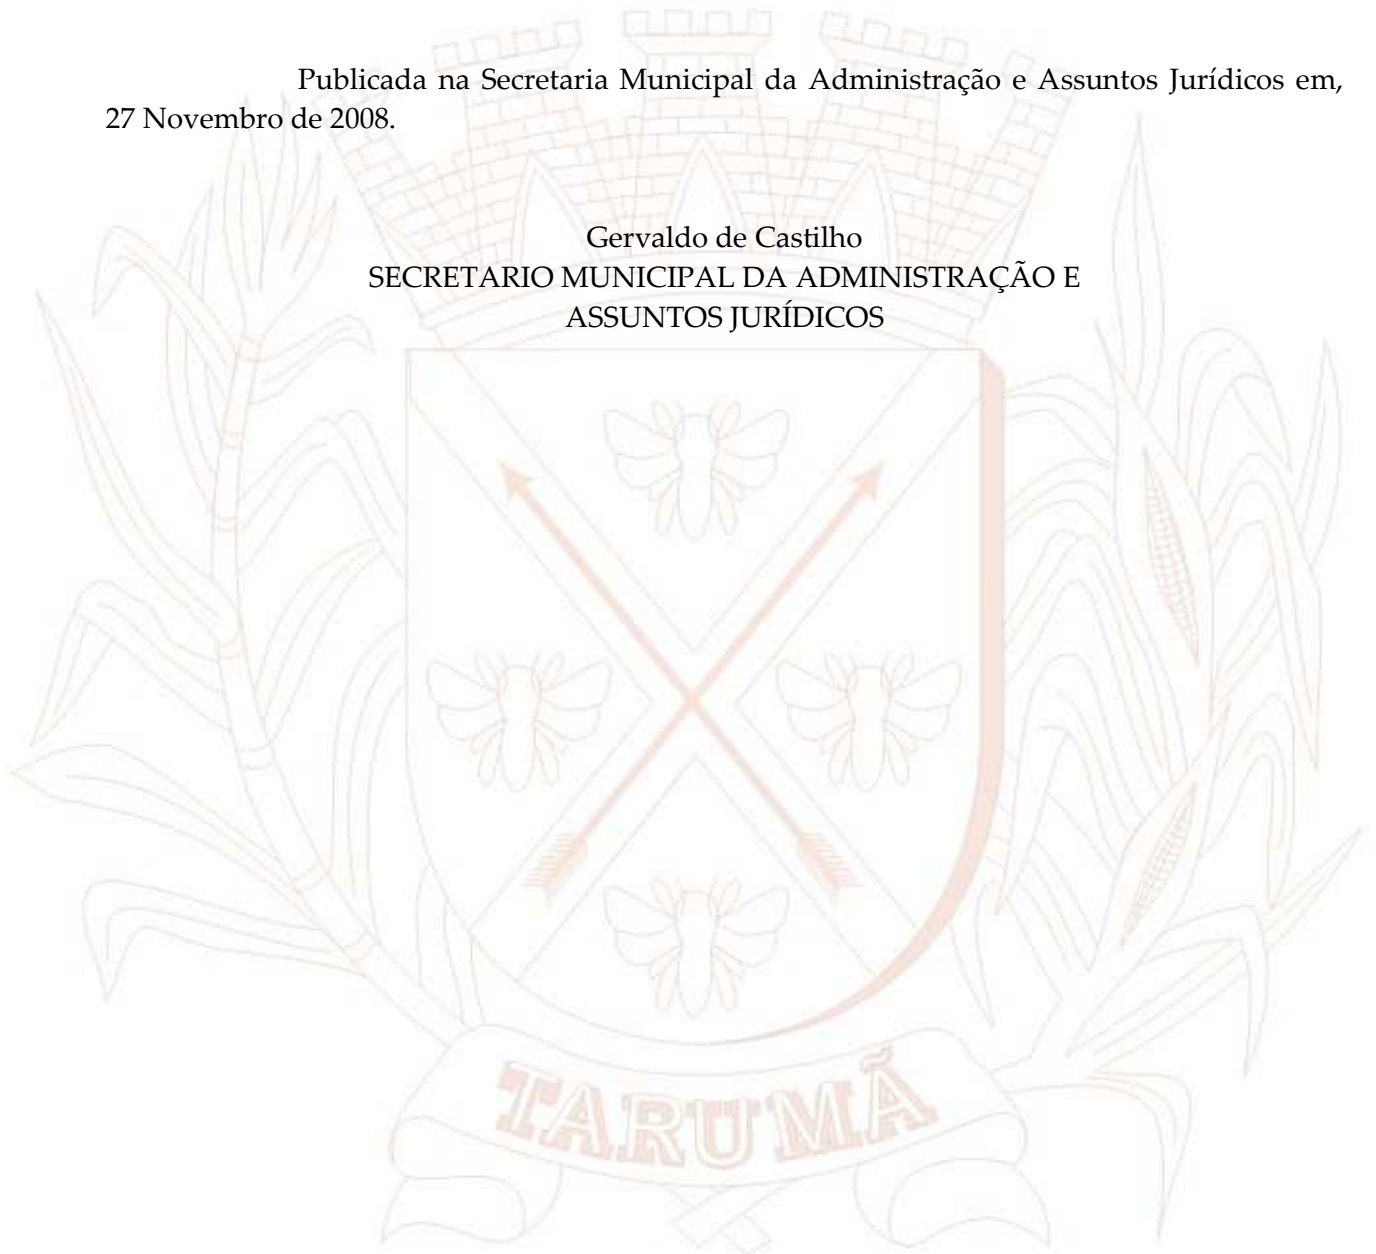 Publicada na Secretaria Municipal da Administração e Assuntos Jurídicos em,
27 Novembro de 2008.
Gervaldo de Castilho
SECRETARIO MUNICIPAL DA ADMINISTRAÇÃO E
ASSUNTOS JURÍDICOS
TARUMÃ